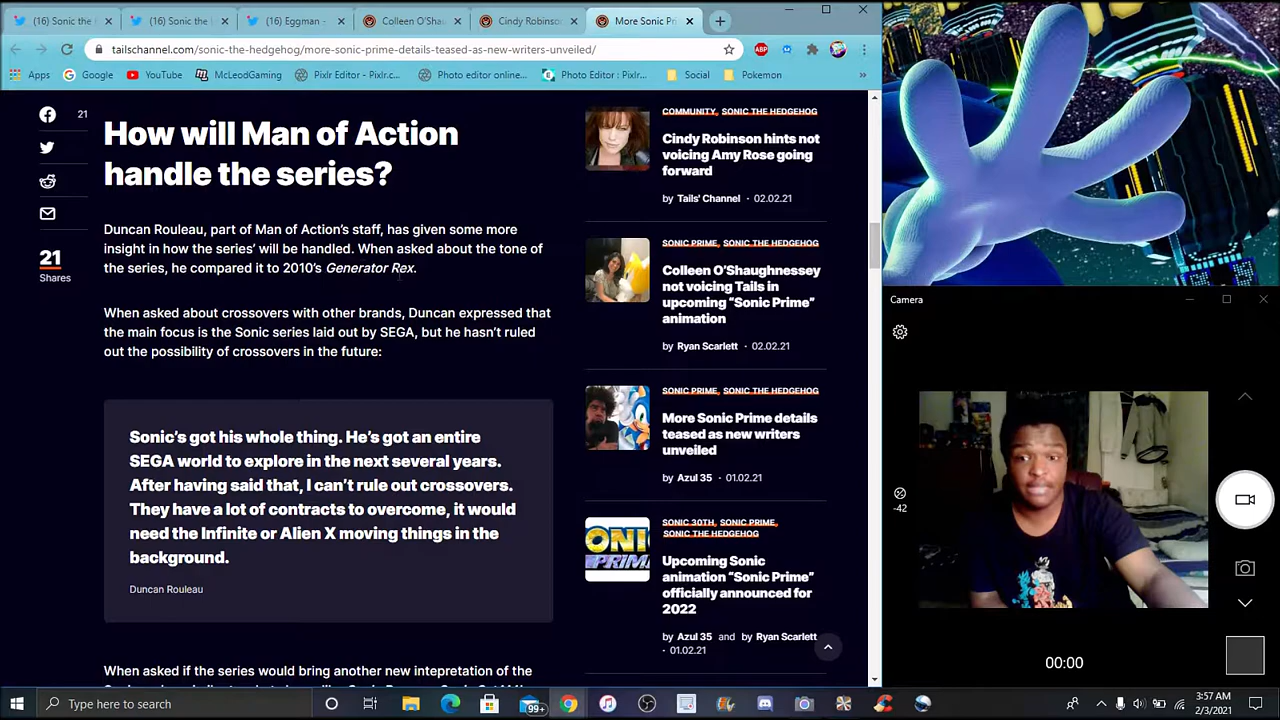 (16) Sonic the
(16) Sonic the
(16) Eggman
Colleen O'Shau
Cindy Robinson
More Sonic Pr
tailschannel.com/sonic-the-hedgehog/more-sonic-prime-details-teased-as-new-writers-unveiled/
ABP
Apps
Google
YouTube
McLeodGaming
Pixlr Editor - Pixlr.c...
Photo editor online...
Photo Editor : Pixlr...
Social
Pokemon
»
21
21
Shares
How will Man of Action
handle the series?
Duncan Rouleau, part of Man of Action's staff, has given some more
insight in how the series' will be handled. When asked about the tone of
the series, he compared it to 2010's Generator Rex.
When asked about crossovers with other brands, Duncan expressed that
the main focus is the Sonic series laid out by SEGA, but he hasn't ruled
out the possibility of crossovers in the future:
Sonic's got his whole thing. He's got an entire
SEGA world to explore in the next several years.
After having said that, I can't rule out crossovers.
They have a lot of contracts to overcome, it would
need the Infinite or Alien X moving things in the
background.
Duncan Rouleau
When asked if the series would bring another new intepretation of the
COMMUNITY, SONIC THE HEDGEHOG
Cindy Robinson hints not
voicing Amy Rose going
forward
by Tails' Channel · 02.02.21
SONIC PRIME, SONIC THE HEDGEHOG
Colleen O'Shaughnessey
not voicing Tails in
upcoming "Sonic Prime"
animation
by Ryan Scarlett · 02.02.21
SONIC PRIME, SONIC THE HEDGEHOG
More Sonic Prime details
teased as new writers
unveiled
by Azul 35 · 01.02.21
SONIC 30TH, SONIC PRIME,
SONIC THE HEDGEHOG
Upcoming Sonic
animation "Sonic Prime"
officially announced for
2022
by Azul 35 and by Ryan Scarlett
· 01.02.21
Camera
-42
00:00
Type here to search
99+
3:57 AM
2/3/2021